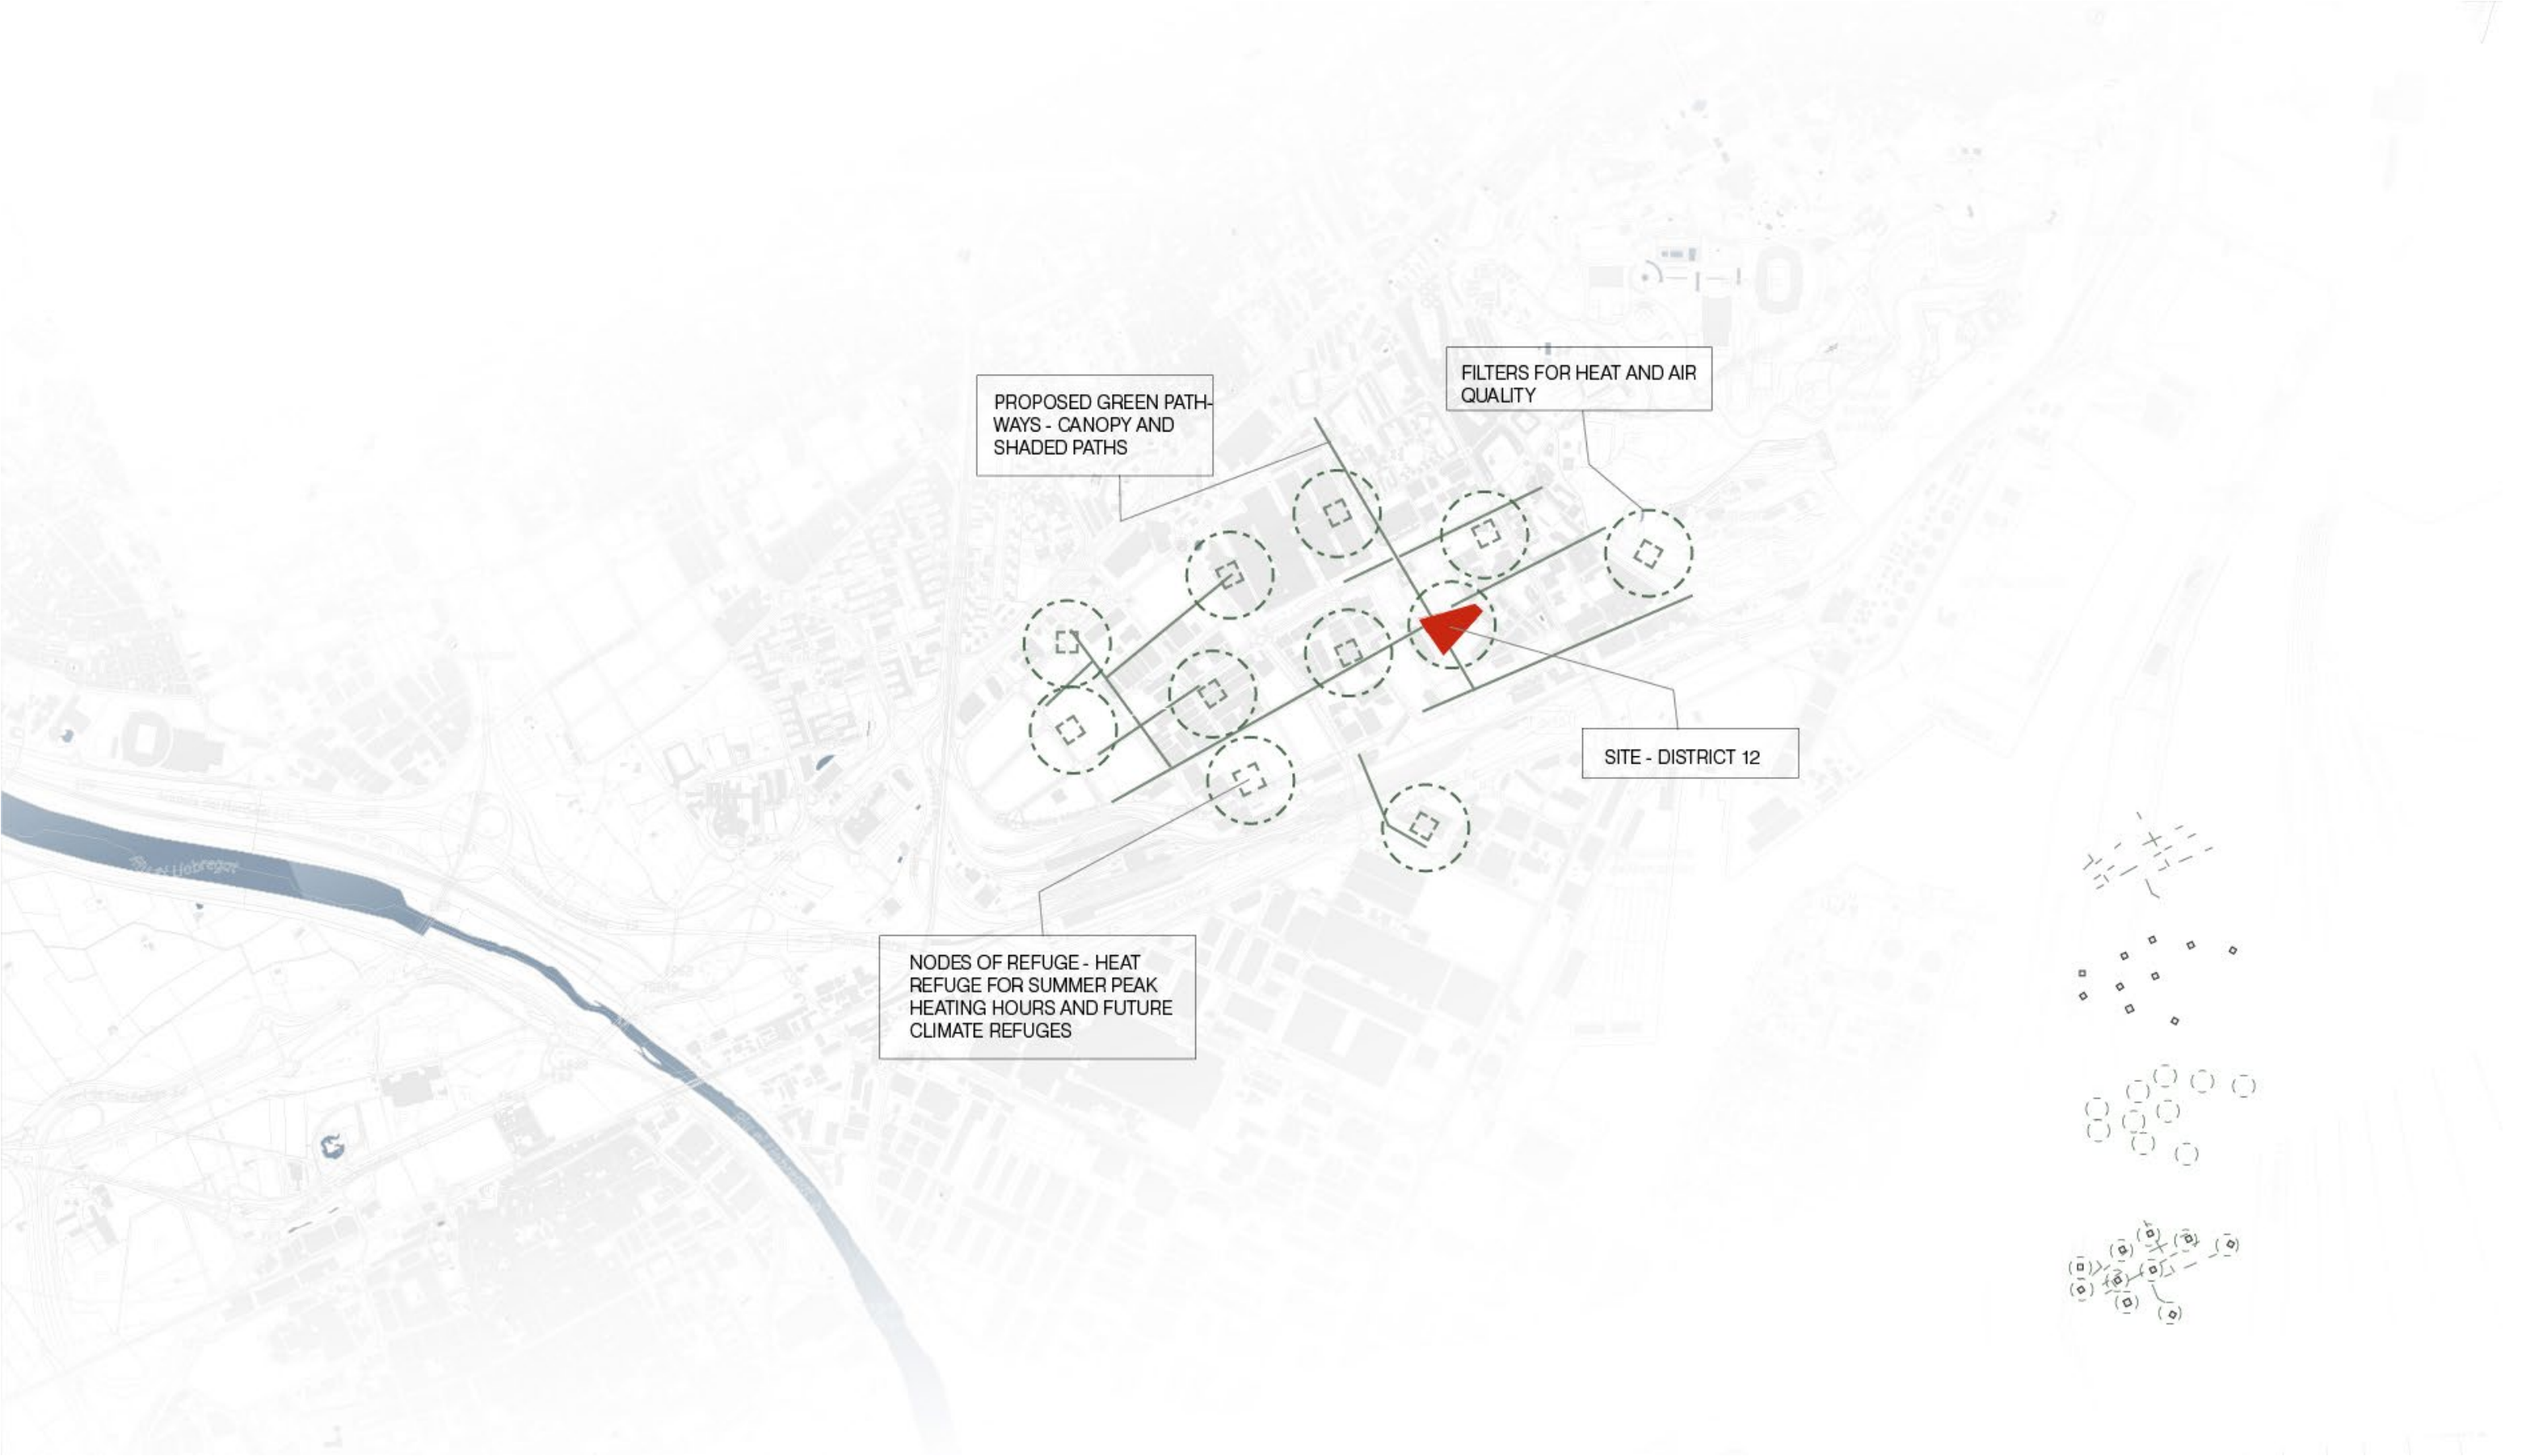 FILTERS FOR HEAT AND AIR
QUALITY
PROPOSED GREEN PATH-
WAYS - CANOPY AND
SHADED PATHS
SITE - DISTRICT 12
NODES OF REFUGE - HEAT
REFUGE FOR SUMMER PEAK
HEATING HOURS AND FUTURE
CLIMATE REFUGES